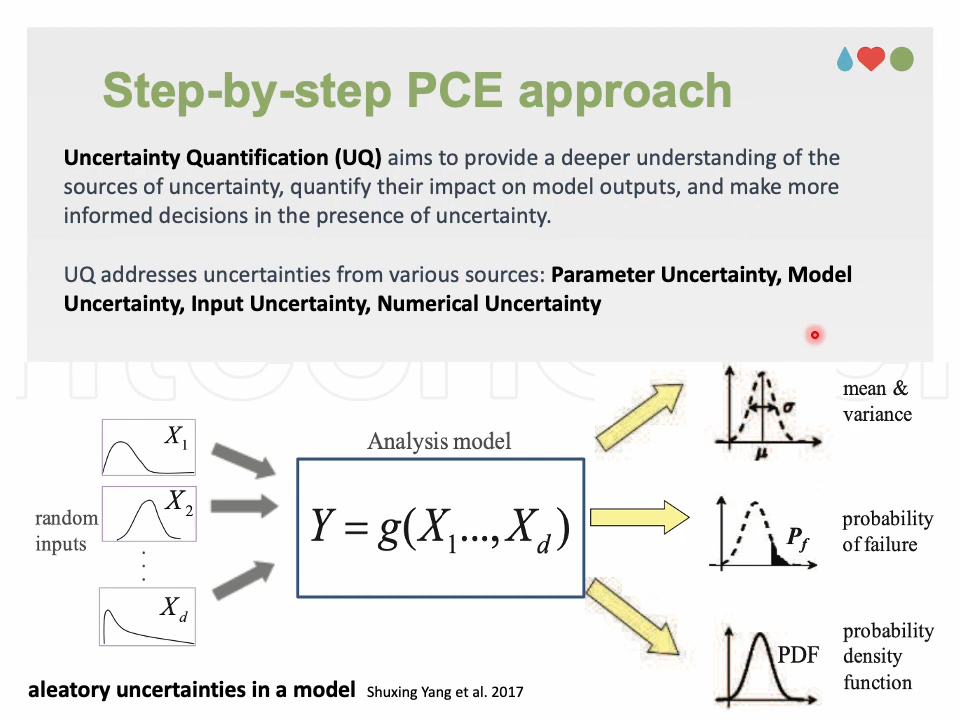 Step-by-step PCE approach
Uncertainty Quantification (UQ) aims to provide a deeper understanding of the
sources of uncertainty, quantify their impact on model outputs, and make more
informed decisions in the presence of uncertainty.
UQ addresses uncertainties from various sources: Parameter Uncertainty, Model
Uncertainty, Input Uncertainty, Numerical Uncertainty
random
inputs
X1
X2
.
.
.
Xd
Analysis model
Y = g(X1...,Xd)
σ
μ
mean &
variance
Pf
probability
of failure
PDF
probability
density
function
aleatory uncertainties in a model Shuxing Yang et al. 2017